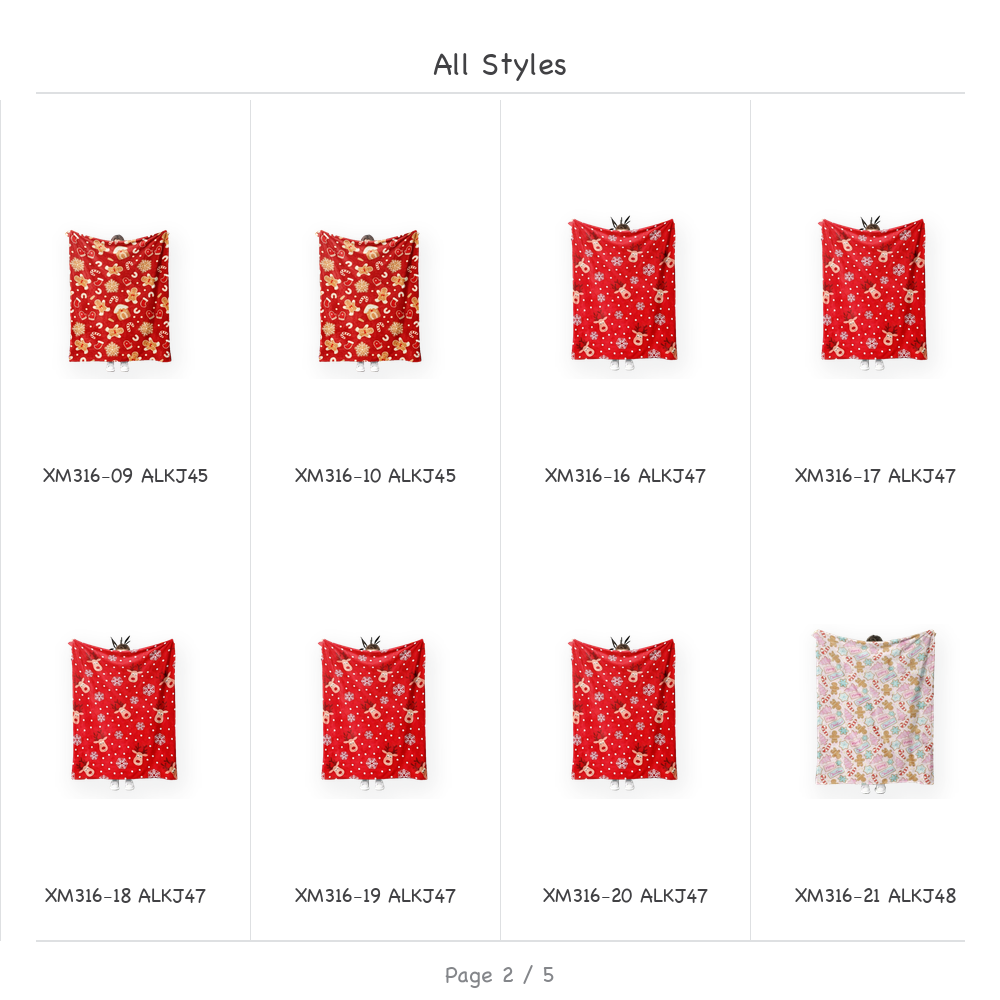 All Styles
XM316-09 ALKJ45
XM316-10 ALKJ45
XM316-16 ALKJ47
XM316-17 ALKJ47
XM316-18 ALKJ47
XM316-19 ALKJ47
XM316-20 ALKJ47
XM316-21 ALKJ48
Page 2 / 5